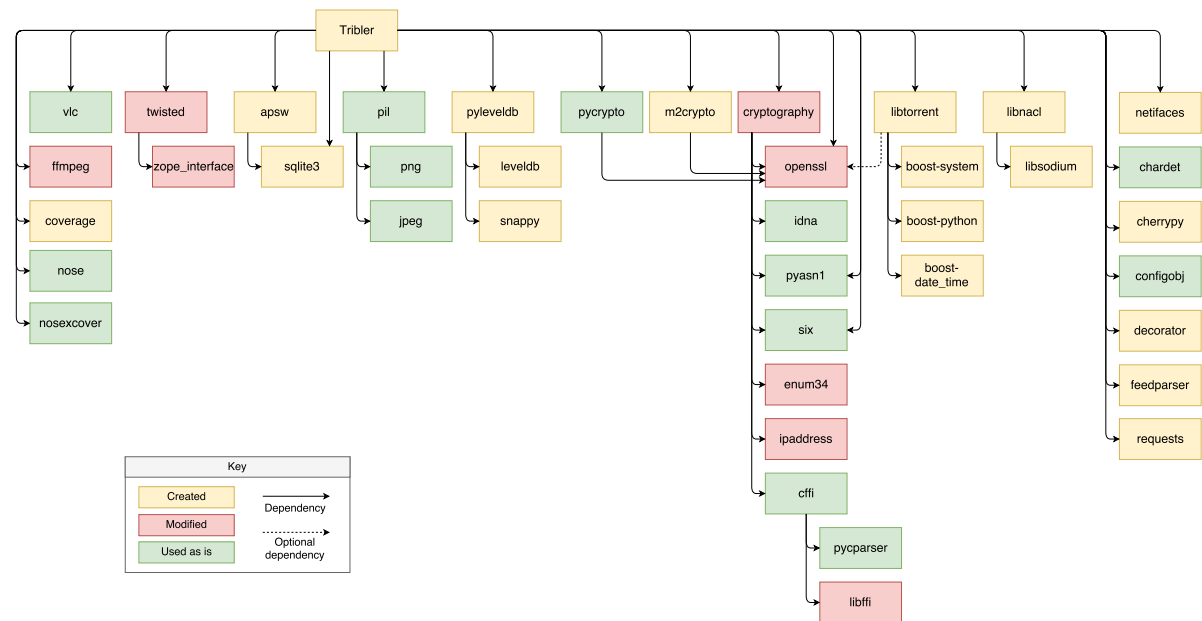 Tribler
vlc
twisted
apsw
pil
pyleveldb
pycrypto
m2crypto
cryptography
libtorrent
libnacl
netifaces
ffmpeg
zope_interface
sqlite3
png
leveldb
openssl
boost-system
libsodium
chardet
coverage
jpeg
snappy
idna
boost-python
cherrypy
nose
pyasn1
boost-
date_time
configobj
nosexcover
six
decorator
enum34
feedparser
ipaddress
requests
Key
Created
Dependency
Modified
Optional
dependency
Used as is
cffi
pycparser
libffi